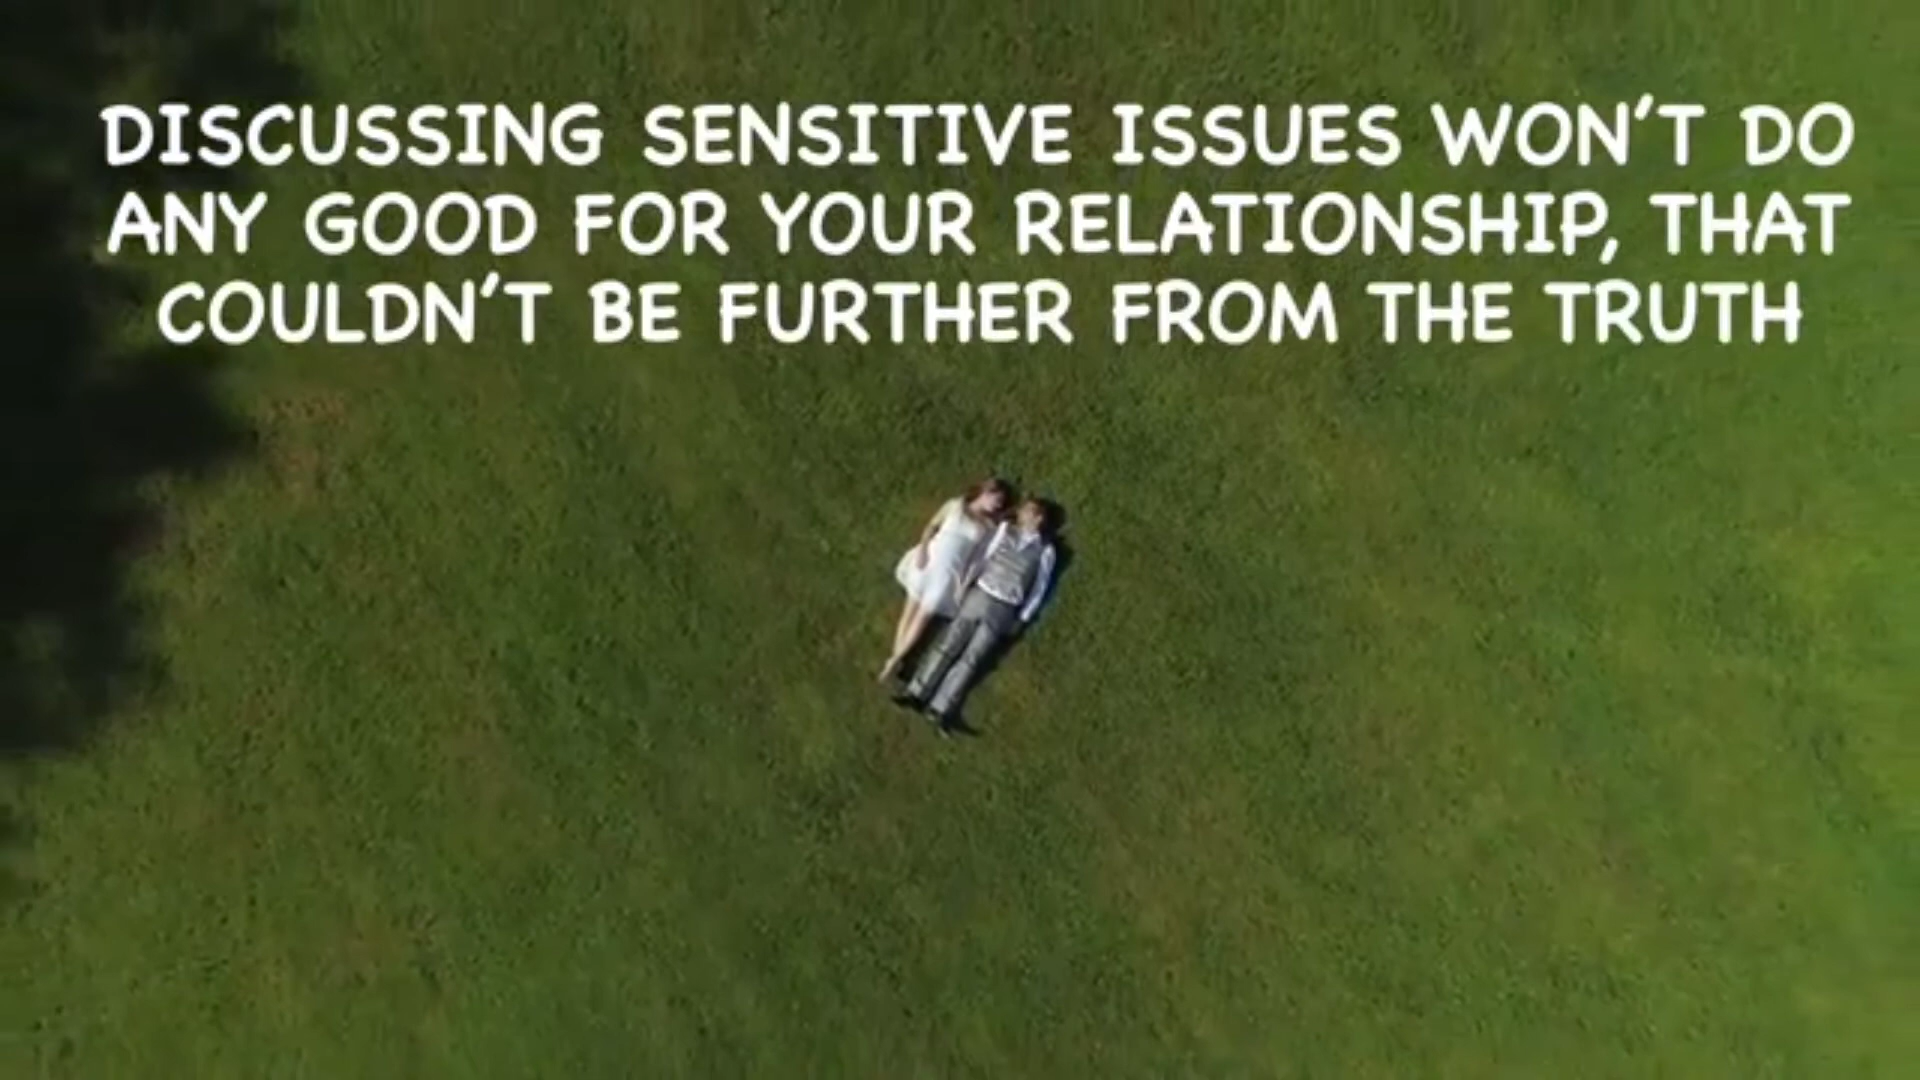 DISCUSSING SENSITIVE ISSUES WON'T DO
ANY GOOD FOR YOUR RELATIONSHIP, THAT
COULDN'T BE FURTHER FROM THE TRUTH